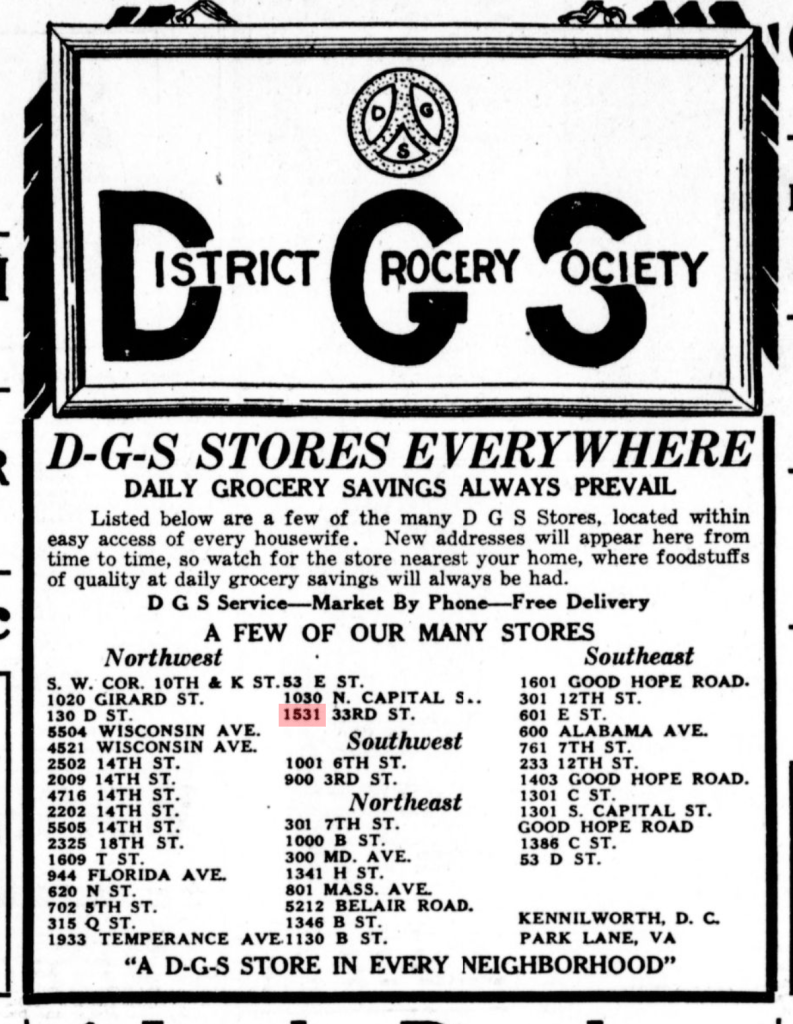 D G S
DISTRICT GROCERY SOCIETY
D-G-S STORES EVERYWHERE
DAILY GROCERY SAVINGS ALWAYS PREVAIL
Listed below are a few of the many D G S Stores, located within
easy access of every housewife. New addresses will appear here from
time to time, so watch for the store nearest your home, where foodstuffs
of quality at daily grocery savings will always be had.
D G S Service—Market By Phone—Free Delivery
A FEW OF OUR MANY STORES
Northwest
S. W. COR. 10TH & K ST.
1020 GIRARD ST.
130 D ST.
5504 WISCONSIN AVE.
4521 WISCONSIN AVE.
2502 14TH ST.
2009 14TH ST.
4716 14TH ST.
2202 14TH ST.
5505 14TH ST.
2325 18TH ST.
1609 T ST.
944 FLORIDA AVE.
620 N ST.
702 5TH ST.
315 Q ST.
1933 TEMPERANCE AVE.
53 E ST.
1030 N. CAPITAL S..
1531 33RD ST.
Southwest
1001 6TH ST.
900 3RD ST.
Northeast
301 7TH ST.
1000 B ST.
300 MD. AVE.
1341 H ST.
801 MASS. AVE.
5212 BELAIR ROAD.
1346 B ST.
1130 B ST.
Southeast
1601 GOOD HOPE ROAD.
301 12TH ST.
601 E ST.
600 ALABAMA AVE.
761 7TH ST.
233 12TH ST.
1403 GOOD HOPE ROAD.
1301 C ST.
1301 S. CAPITAL ST.
GOOD HOPE ROAD
1386 C ST.
53 D ST.
KENNILWORTH, D. C.
PARK LANE, VA
"A D-G-S STORE IN EVERY NEIGHBORHOOD"